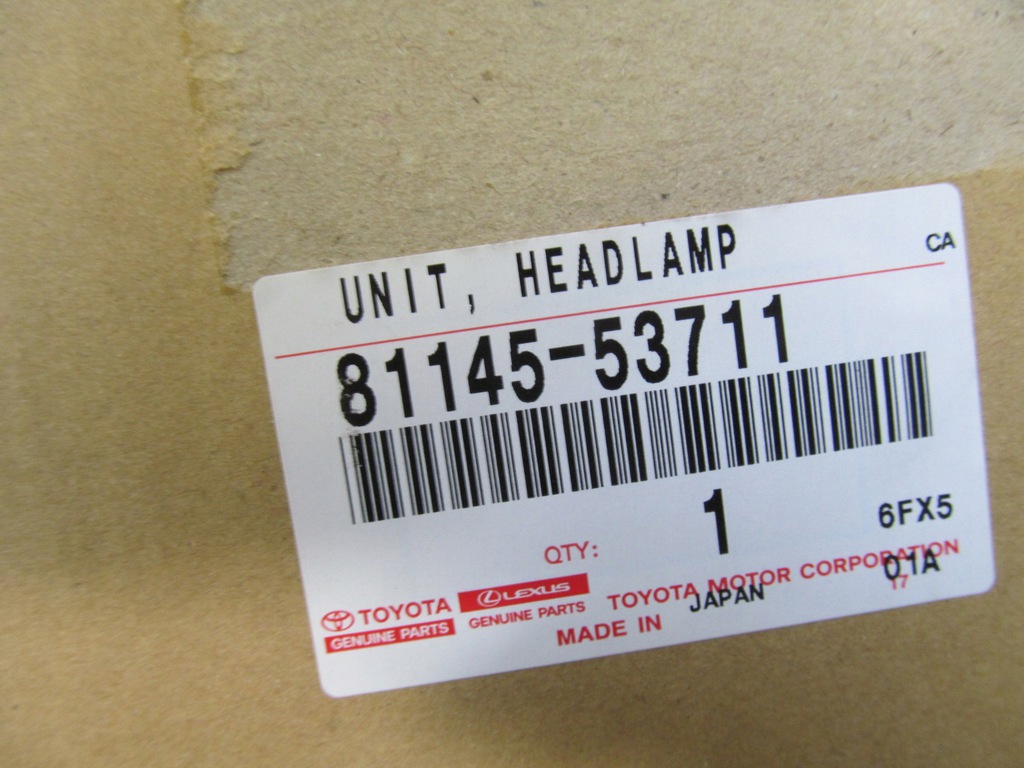 UNIT, HEADLAMP
CA
81145-53711
QTY: 1
6FX5
01A
TOYOTA
GENUINE PARTS
LEXUS
GENUINE PARTS
TOYOTA MOTOR CORPORATION
17
MADE IN JAPAN